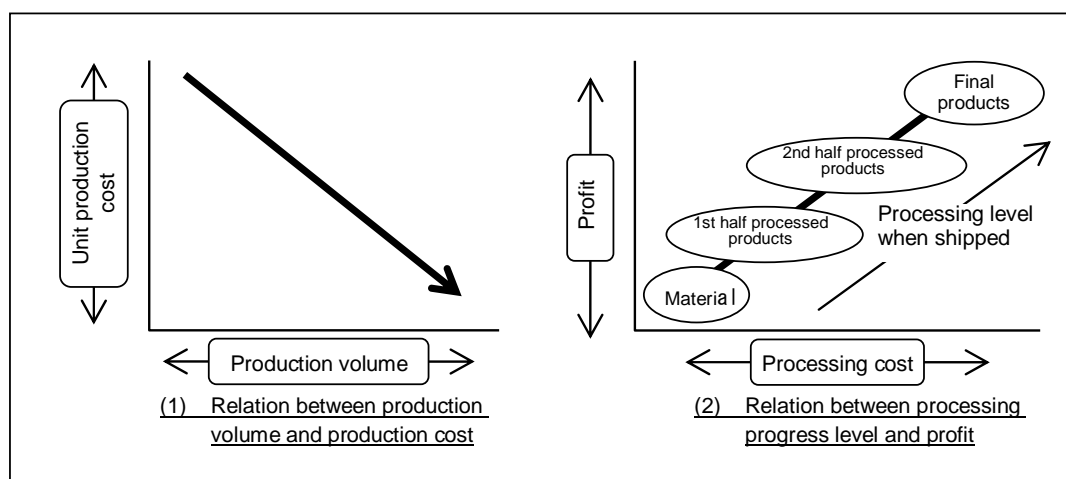 Unit production
cost
Production volume
(1) Relation between production
volume and production cost
Profit
Final
products
2nd half processed
products
1st half processed
products
Material
Processing level
when shipped
Processing cost
(2) Relation between processing
progress level and profit